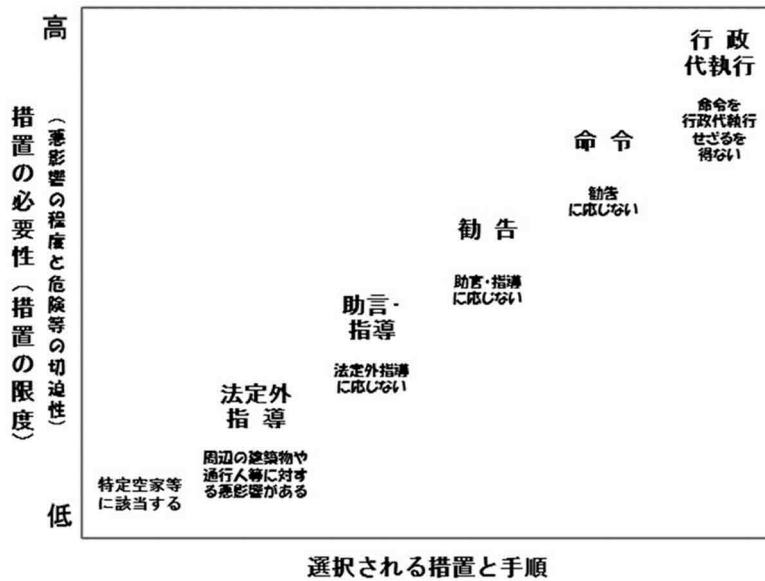 高
措置の必要性（措置の限度）
（悪影響の程度と危険等の切迫性）
低
行政
代執行
命令を
行政代執行
せざるを
得ない
命令
勧告
に応じない
勧告
助言・指導
に応じない
助言・
指導
法定外指導
に応じない
法定外
指導
周辺の建築物や
通行人等に対す
る悪影響がある
特定空家等
に該当する
選択される措置と手順